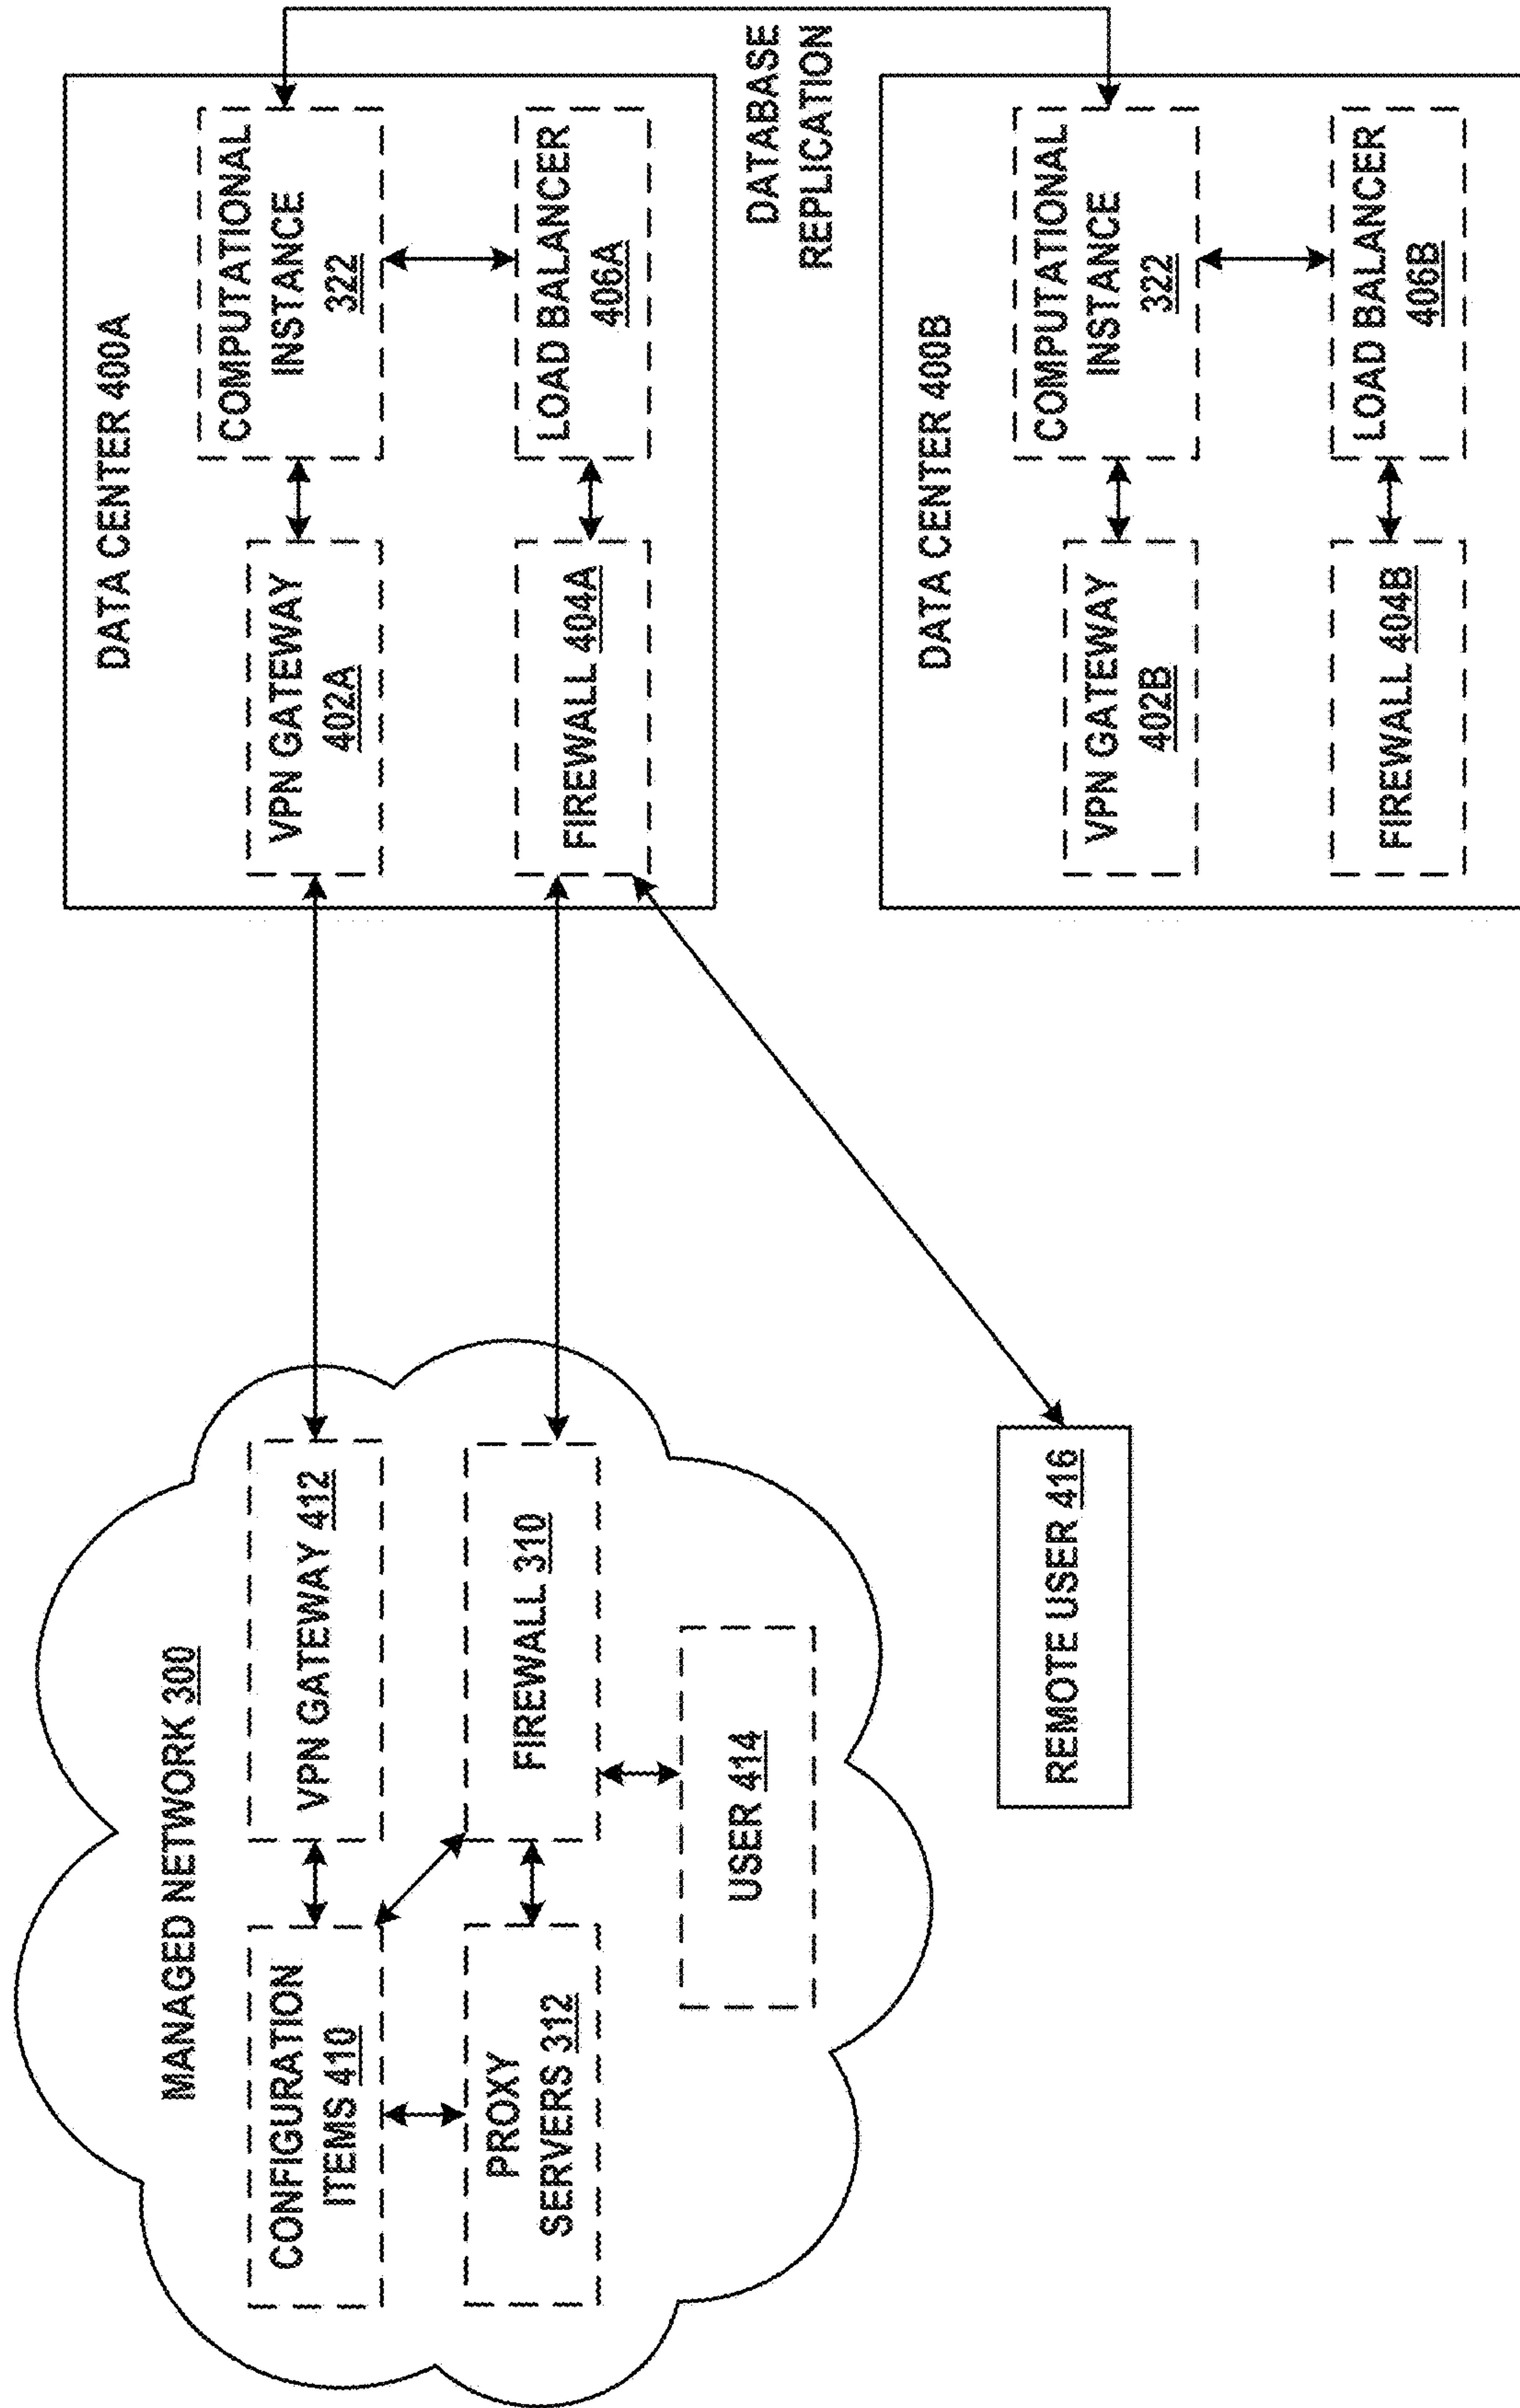 MANAGED NETWORK 300
CONFIGURATION
ITEMS 410
VPN GATEWAY 412
PROXY
SERVERS 312
FIREWALL 310
USER 414
REMOTE USER 416
DATA CENTER 400A
VPN GATEWAY
402A
COMPUTATIONAL
INSTANCE
322
FIREWALL 404A
LOAD BALANCER
406A
DATABASE
REPLICATION
DATA CENTER 400B
VPN GATEWAY
402B
COMPUTATIONAL
INSTANCE
322
FIREWALL 404B
LOAD BALANCER
406B